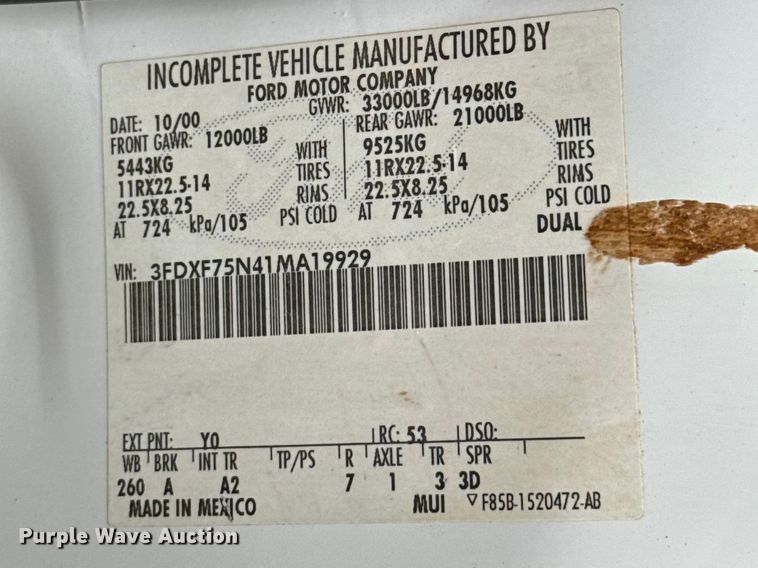 INCOMPLETE VEHICLE MANUFACTURED BY
FORD MOTOR COMPANY
GVWR: 33000LB/14968KG
DATE: 10/00
FRONT GAWR: 12000LB
5443KG WITH
11RX22.5-14 TIRES
22.5X8.25 RIMS
AT 724 kPa/105 PSI COLD
REAR GAWR: 21000LB
9525KG WITH
11RX22.5-14 TIRES
22.5X8.25 RIMS
AT 724 kPa/105 PSI COLD
DUAL
VIN: 3FDXF75N41MA19929
EXT PNT: YO RC: 53 DSO:
WB BRK INT TR TP/PS R AXLE TR SPR
260 A A2 7 1 3 3D
MADE IN MEXICO MUI F85B-1520472-AB
Purple Wave Auction